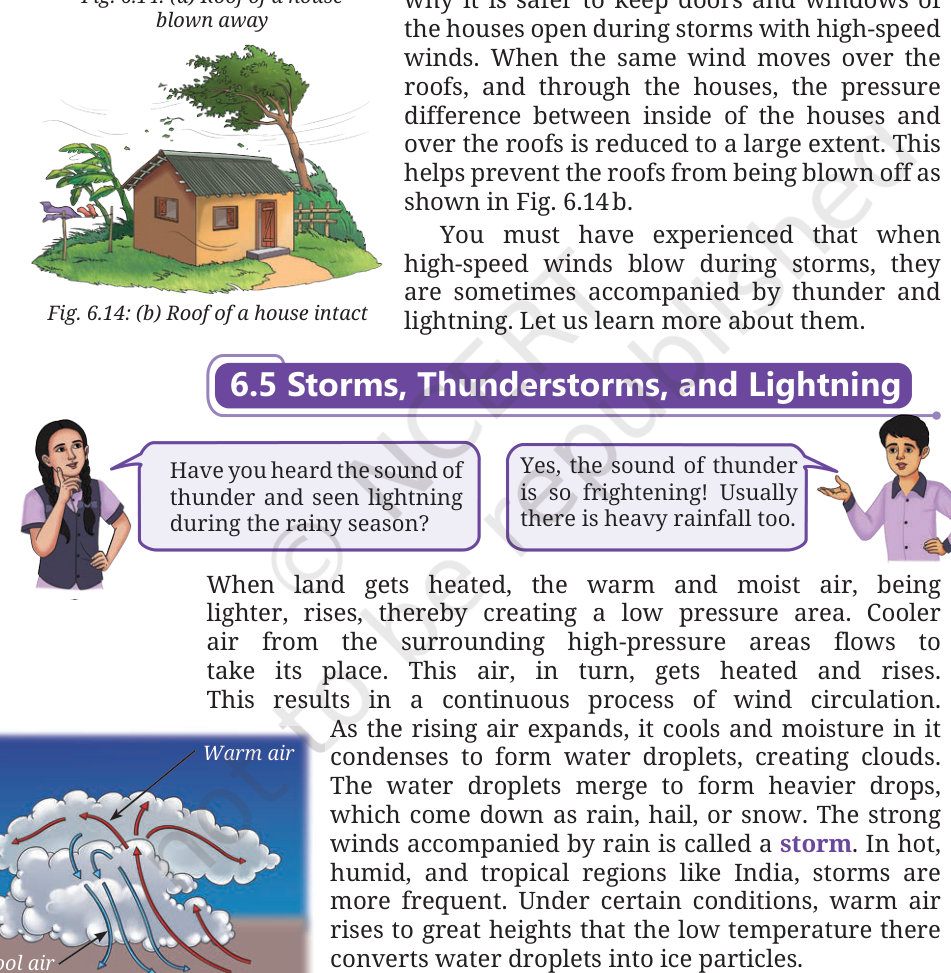 Fig. 6.14: (a) Roof of a house
blown away
why it is safer to keep doors and windows of
the houses open during storms with high-speed
winds. When the same wind moves over the
roofs, and through the houses, the pressure
difference between inside of the houses and
over the roofs is reduced to a large extent. This
helps prevent the roofs from being blown off as
shown in Fig. 6.14b.
You must have experienced that when
high-speed winds blow during storms, they
are sometimes accompanied by thunder and
lightning. Let us learn more about them.
Fig. 6.14: (b) Roof of a house intact
6.5 Storms, Thunderstorms, and Lightning
Have you heard the sound of
thunder and seen lightning
during the rainy season?
Yes, the sound of thunder
is so frightening! Usually
there is heavy rainfall too.
When land gets heated, the warm and moist air, being
lighter, rises, thereby creating a low pressure area. Cooler
air from the surrounding high-pressure areas flows to
take its place. This air, in turn, gets heated and rises.
This results in a continuous process of wind circulation.
As the rising air expands, it cools and moisture in it
condenses to form water droplets, creating clouds.
The water droplets merge to form heavier drops,
which come down as rain, hail, or snow. The strong
winds accompanied by rain is called a storm. In hot,
humid, and tropical regions like India, storms are
more frequent. Under certain conditions, warm air
rises to great heights that the low temperature there
converts water droplets into ice particles.
Warm air
ool air
© NCERT
not to be republished